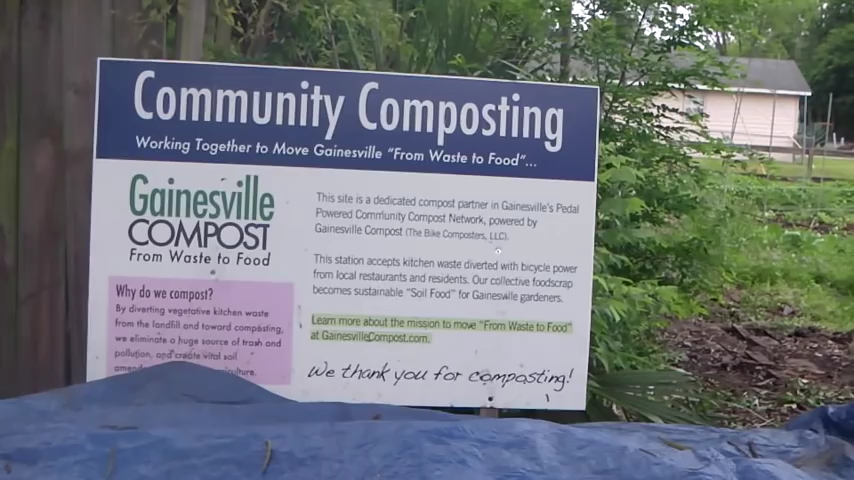 Community Composting
Working Together to Move Gainesville "From Waste to Food"...
Gainesville
COMPOST
From Waste to Food
This site is a dedicated compost partner in Gainesville's Pedal
Powered Community Compost Network, powered by
Gainesville Compost (The Bike Composters, LLC).
This station accepts kitchen waste diverted with bicycle power
from local restaurants and residents. Our collective foodscrap
becomes sustainable "Soil Food" for Gainesville gardeners.
Learn more about the mission to move "From Waste to Food"
at GainesvilleCompost.com.
We thank you for composting!
Why do we compost?
By diverting vegetative kitchen waste
from the landfill and toward composting,
we eliminate a huge source of trash and
pollution, and create vital soil